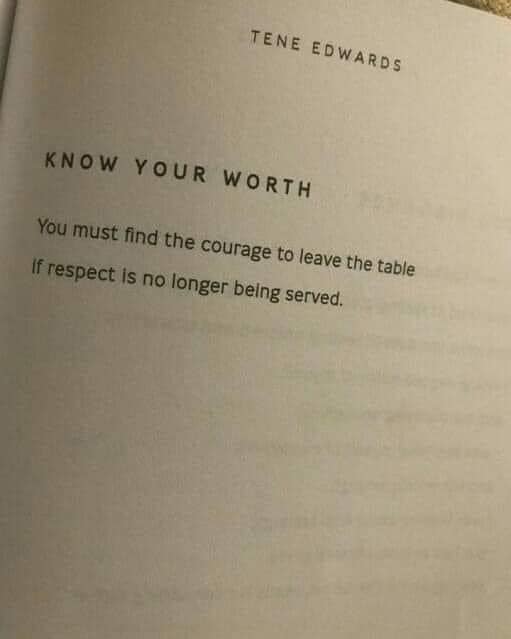 TENE EDWARDS
KNOW YOUR WORTH
You must find the courage to leave the table
if respect is no longer being served.